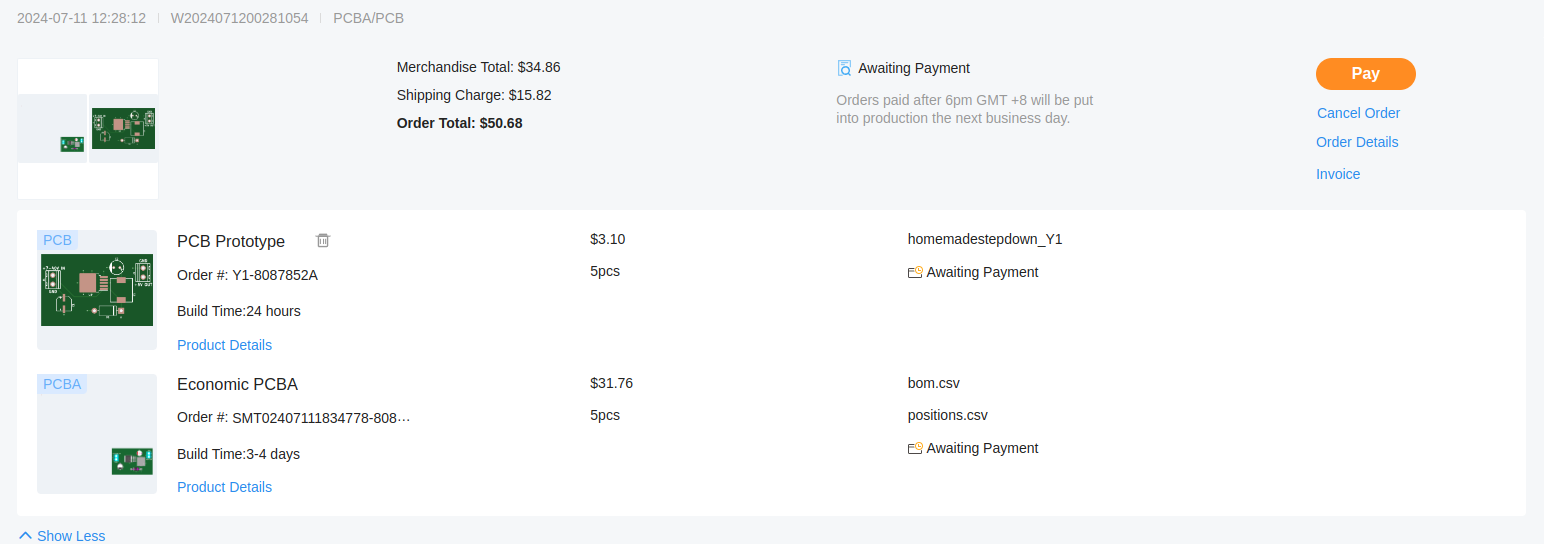 2024-07-11 12:28:12 W2024071200281054 PCBA/PCB
Merchandise Total: $34.86
Shipping Charge: $15.82
Order Total: $50.68
Awaiting Payment
Orders paid after 6pm GMT +8 will be put
into production the next business day.
Pay
Cancel Order
Order Details
Invoice
PCB
PCB Prototype
Order #: Y1-8087852A
Build Time:24 hours
Product Details
$3.10
5pcs
homemadestepdown_Y1
Awaiting Payment
PCBA
Economic PCBA
Order #: SMT02407111834778-808…
Build Time:3-4 days
Product Details
$31.76
5pcs
bom.csv
positions.csv
Awaiting Payment
Show Less